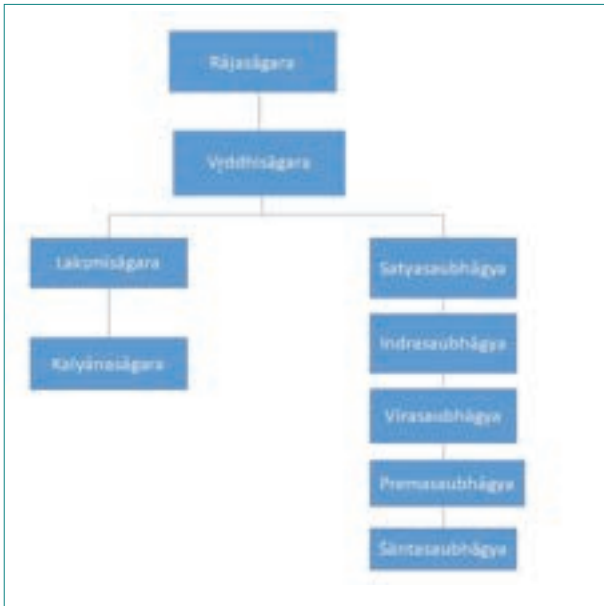 Rājasāgara
Vṛddhisāgara
Lakṣmīsāgara
Satyasaubhāgya
Indrasaubhāgya
Kalyāṇasāgara
Vīrasaubhāgya
Premasaubhāgya
Śāntasaubhāgya